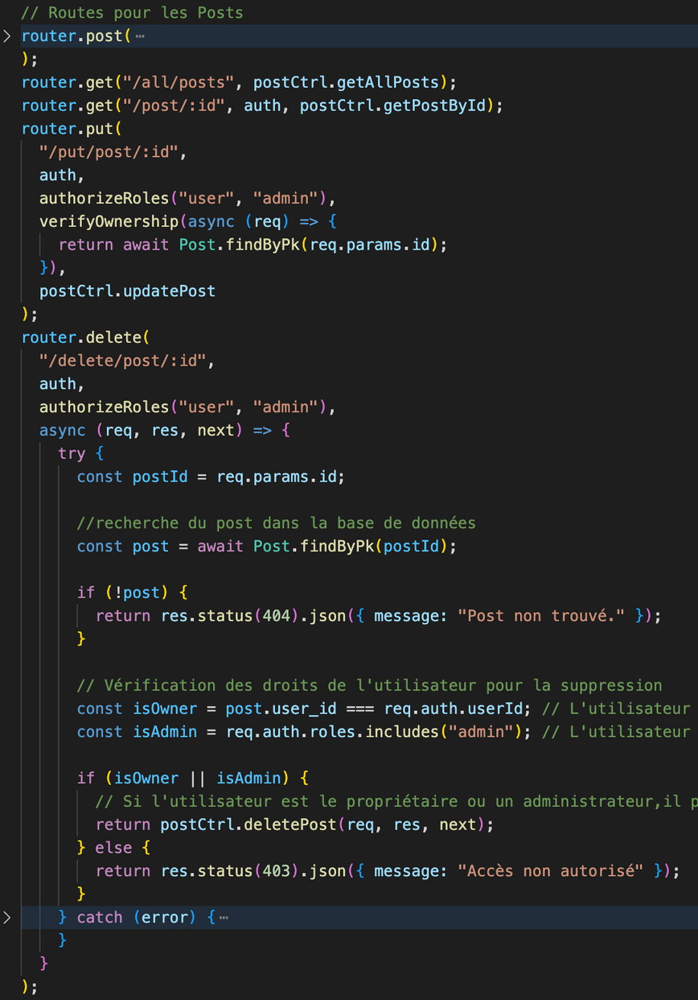 // Routes pour les Posts
router.post(…
);
router.get("/all/posts", postCtrl.getAllPosts);
router.get("/post/:id", auth, postCtrl.getPostById);
router.put(
  "/put/post/:id",
  auth,
  authorizeRoles("user", "admin"),
  verifyOwnership(async (req) => {
    return await Post.findByPk(req.params.id);
  }),
  postCtrl.updatePost
);
router.delete(
  "/delete/post/:id",
  auth,
  authorizeRoles("user", "admin"),
  async (req, res, next) => {
    try {
      const postId = req.params.id;
      //recherche du post dans la base de données
      const post = await Post.findByPk(postId);
      if (!post) {
        return res.status(404).json({ message: "Post non trouvé." });
      }
      // Vérification des droits de l'utilisateur pour la suppression
      const isOwner = post.user_id === req.auth.userId; // L'utilisateur
      const isAdmin = req.auth.roles.includes("admin"); // L'utilisateur
      if (isOwner || isAdmin) {
        // Si l'utilisateur est le propriétaire ou un administrateur,il p
        return postCtrl.deletePost(req, res, next);
      } else {
        return res.status(403).json({ message: "Accès non autorisé" });
      }
    } catch (error) {…
    }
  }
);